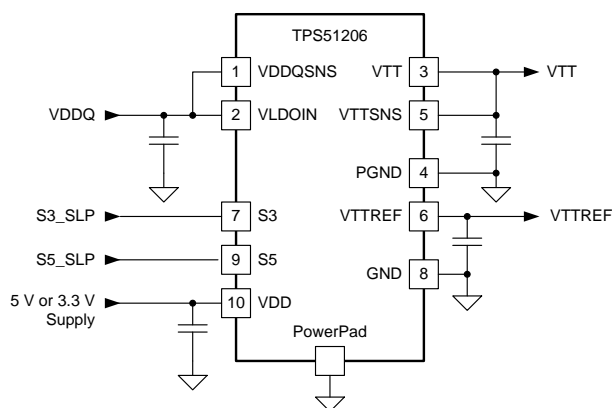 TPS51206
1 VDDQSNS VTT 3 VTT
VDDQ 2 VLDOIN VTTSNS 5
PGND 4
S3_SLP 7 S3 VTTREF 6 VTTREF
S5_SLP 9 S5
GND 8
5 V or 3.3 V
Supply
10 VDD
PowerPad